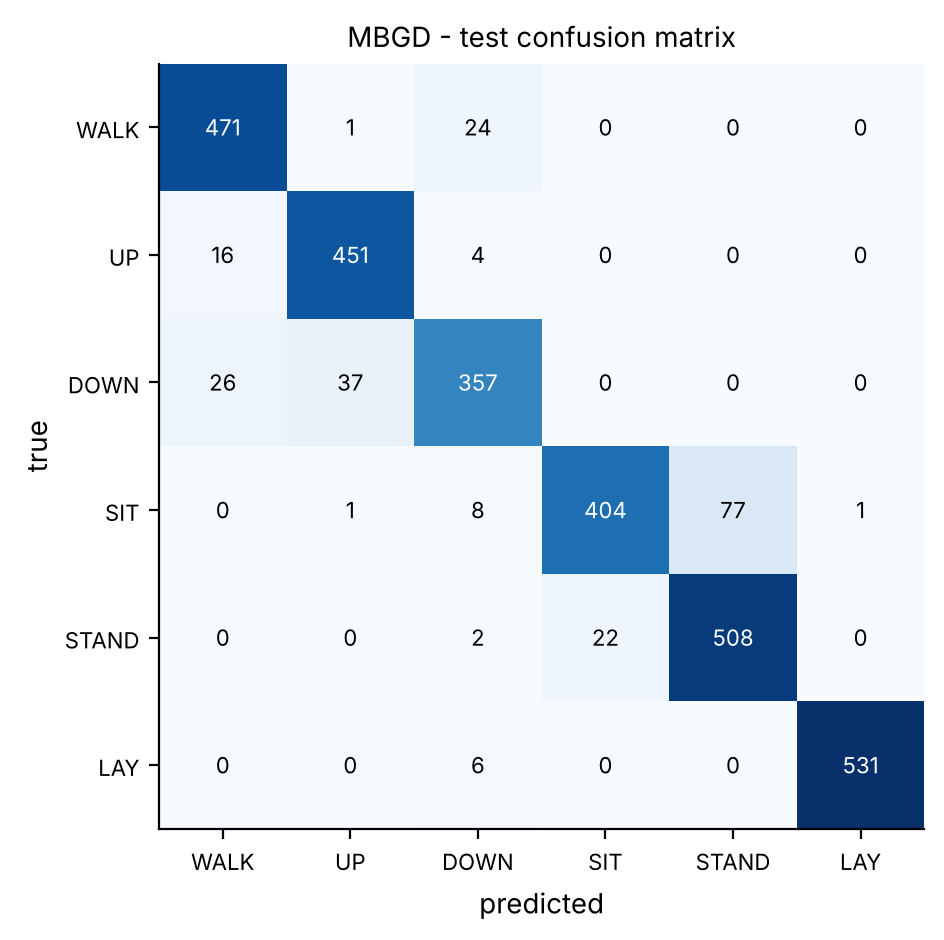 MBGD - test confusion matrix
WALK 471 1 24 0 0 0
UP 16 451 4 0 0 0
DOWN 26 37 357 0 0 0
true
SIT 0 1 8 404 77 1
STAND 0 0 2 22 508 0
LAY 0 0 6 0 0 531
WALK UP DOWN SIT STAND LAY
predicted